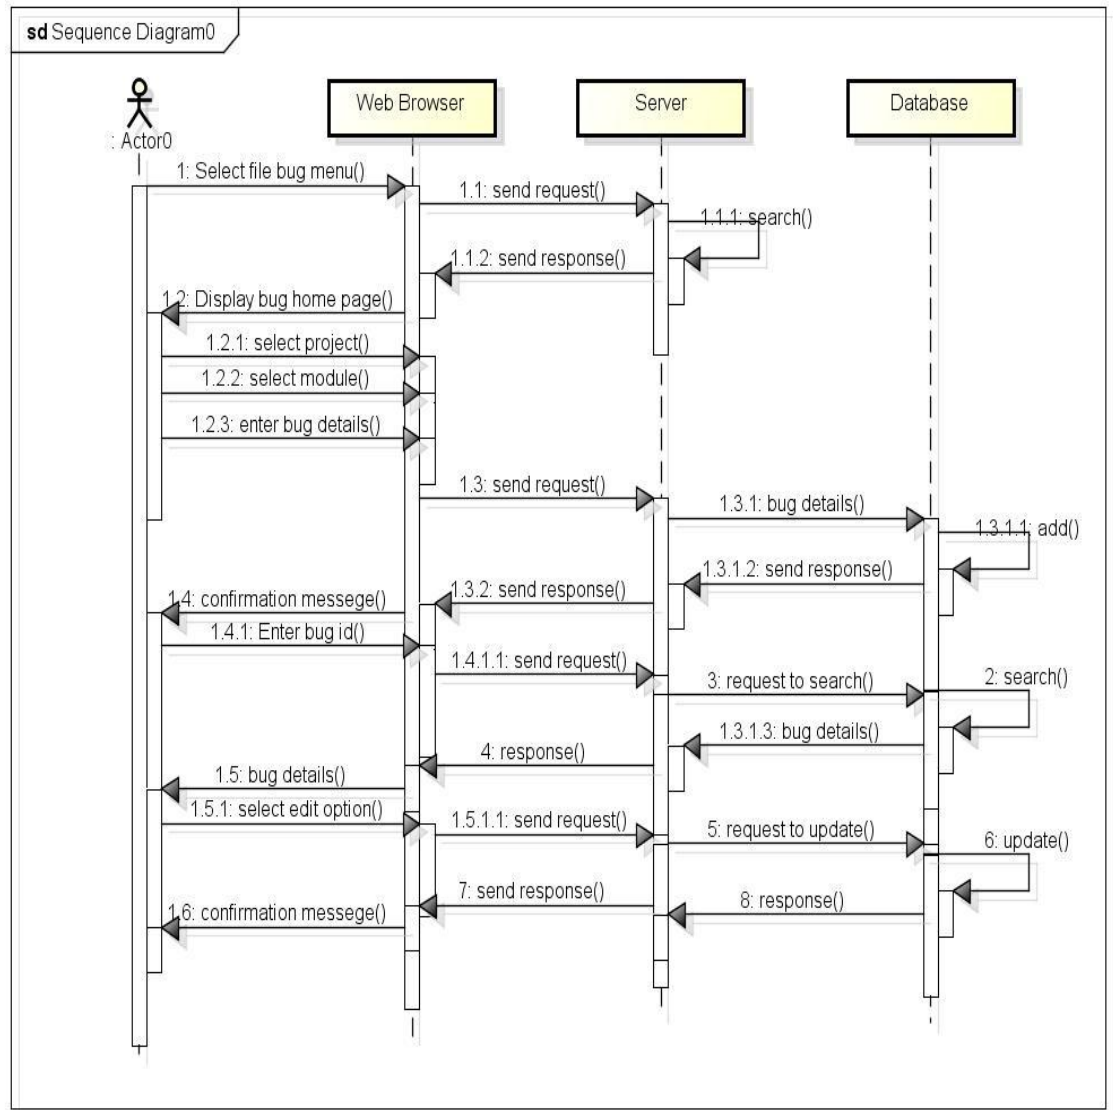 sd Sequence Diagram0
: Actor0
Web Browser
Server
Database
1: Select file bug menu()
1.1: send request()
1.1.1: search()
1.1.2: send response()
1.2: Display bug home page()
1.2.1: select project()
1.2.2: select module()
1.2.3: enter bug details()
1.3: send request()
1.3.1: bug details()
1.3.1.1: add()
1.3.1.2: send response()
1.3.2: send response()
1.4: confirmation messege()
1.4.1: Enter bug id()
1.4.1.1: send request()
3: request to search()
2: search()
1.3.1.3: bug details()
4: response()
1.5: bug details()
1.5.1: select edit option()
1.5.1.1: send request()
5: request to update()
6: update()
7: send response()
8: response()
1.6: confirmation messege()